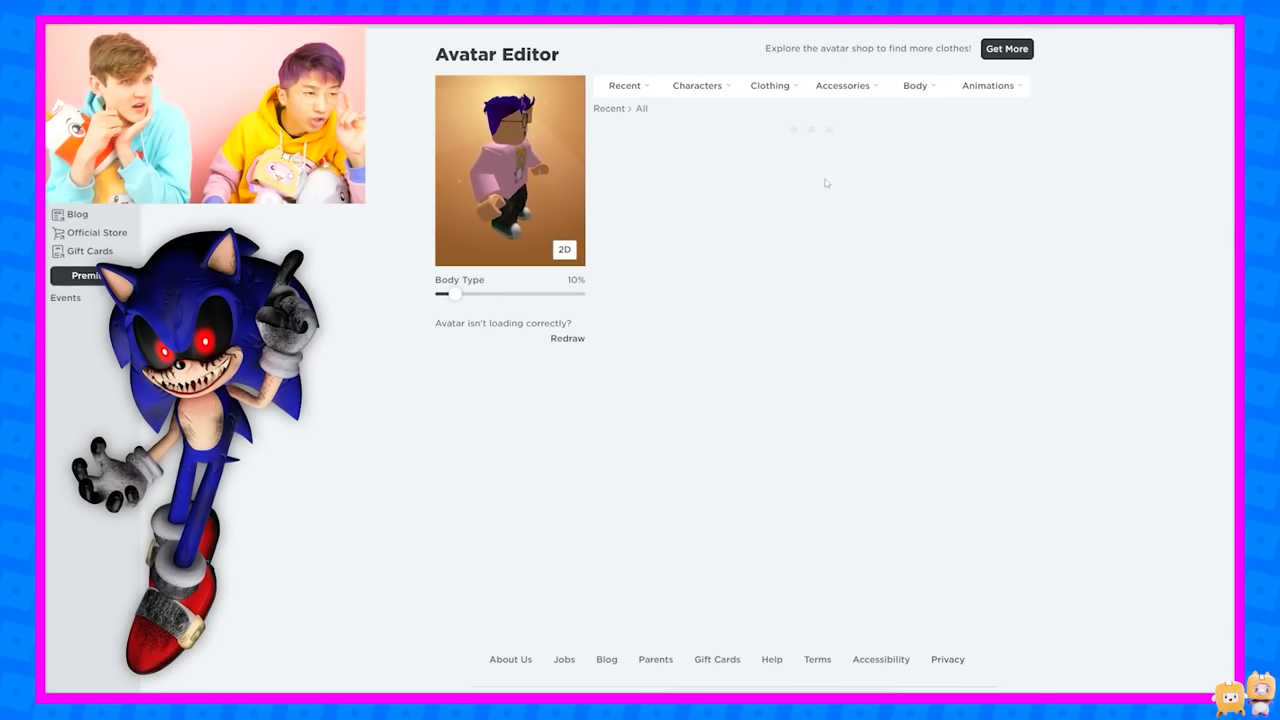 Avatar Editor
Explore the avatar shop to find more clothes!
Get More
Recent
Characters
Clothing
Accessories
Body
Animations
Recent > All
2D
Body Type
10%
Avatar isn't loading correctly?
Redraw
Blog
Official Store
Gift Cards
Premi
Events
About Us
Jobs
Blog
Parents
Gift Cards
Help
Terms
Accessibility
Privacy